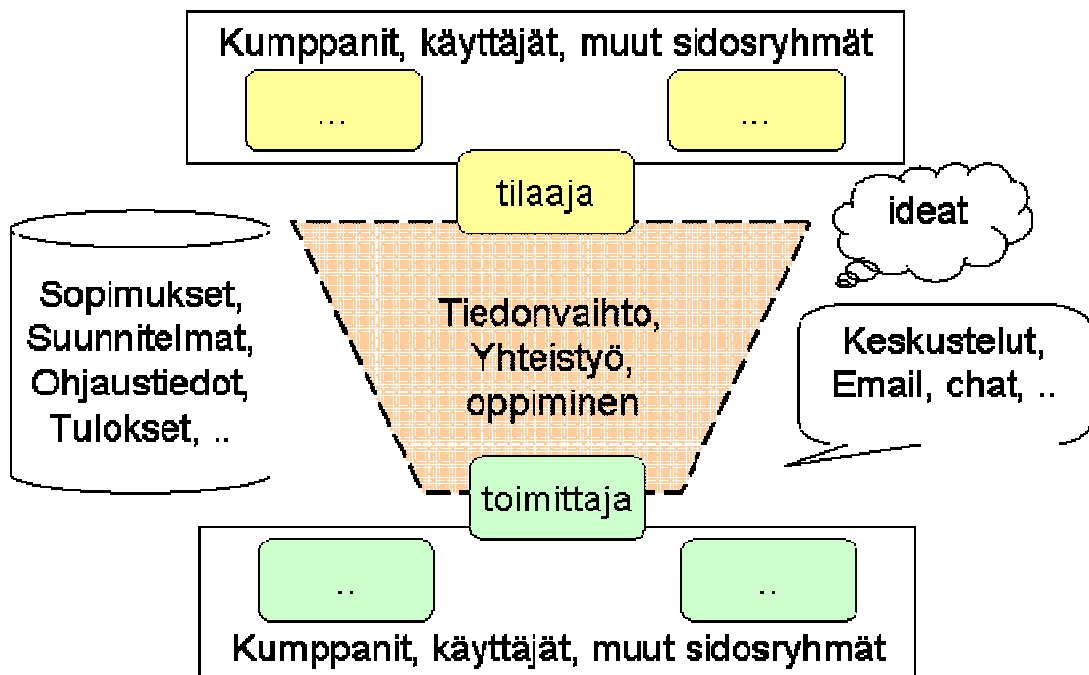 Kumppanit, käyttäjät, muut sidosryhmät
...
...
tilaaja
ideat
Sopimukset,
Suunnitelmat,
Ohjaustiedot,
Tulokset, ..
Tiedonvaihto,
Yhteistyö,
oppiminen
Keskustelut,
Email, chat, ..
toimittaja
..
..
Kumppanit, käyttäjät, muut sidosryhmät